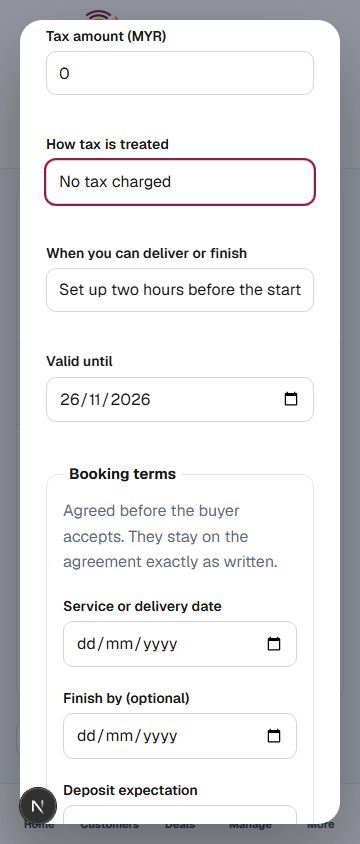 Tax amount (MYR)
0
How tax is treated
No tax charged
When you can deliver or finish
Set up two hours before the start
Valid until
26/11/2026
Booking terms
Agreed before the buyer
accepts. They stay on the
agreement exactly as written.
Service or delivery date
dd/mm/yyyy
Finish by (optional)
dd/mm/yyyy
Deposit expectation
N
Home Customers Deals Manage More